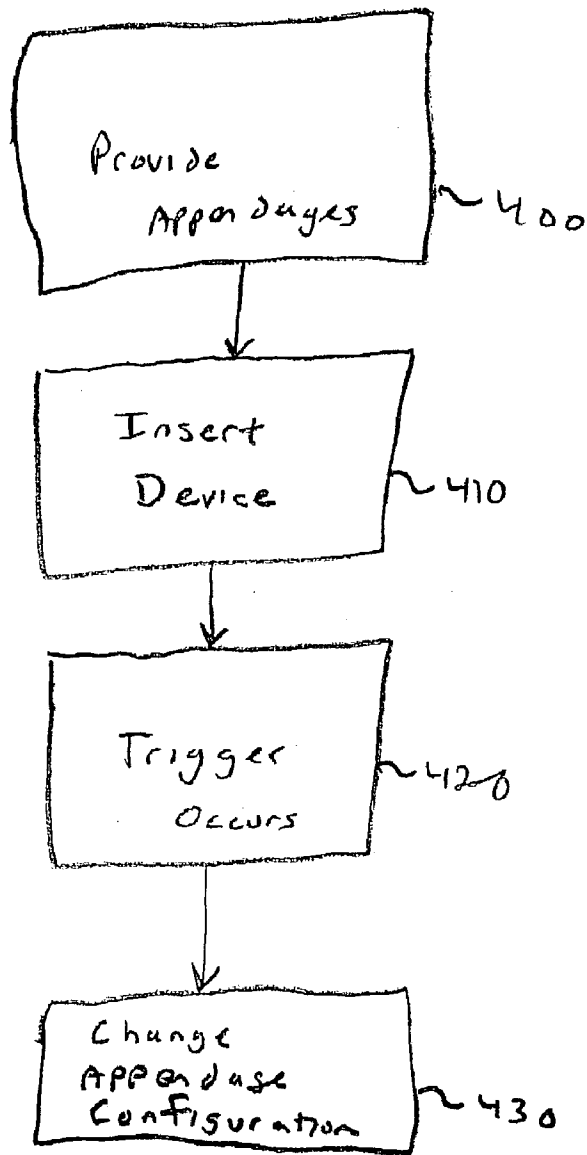 Provide
Appendages
400
Insert
Device
410
Trigger
Occurs
420
Change
Appendage
Configuration
430